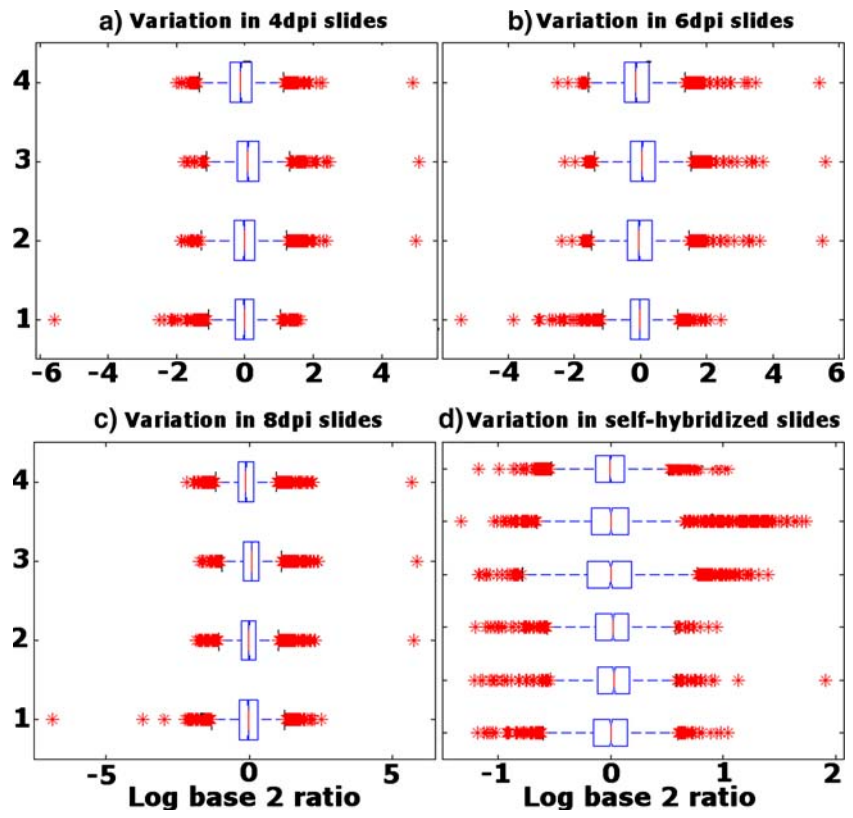 a) Variation in 4dpi slides
4
3
2
1
-6 -4 -2 0 2 4
b) Variation in 6dpi slides
-4 -2 0 2 4 6
c) Variation in 8dpi slides
4
3
2
1
-5 0 5
Log base 2 ratio
d) Variation in self-hybridized slides
-1 0 1 2
Log base 2 ratio